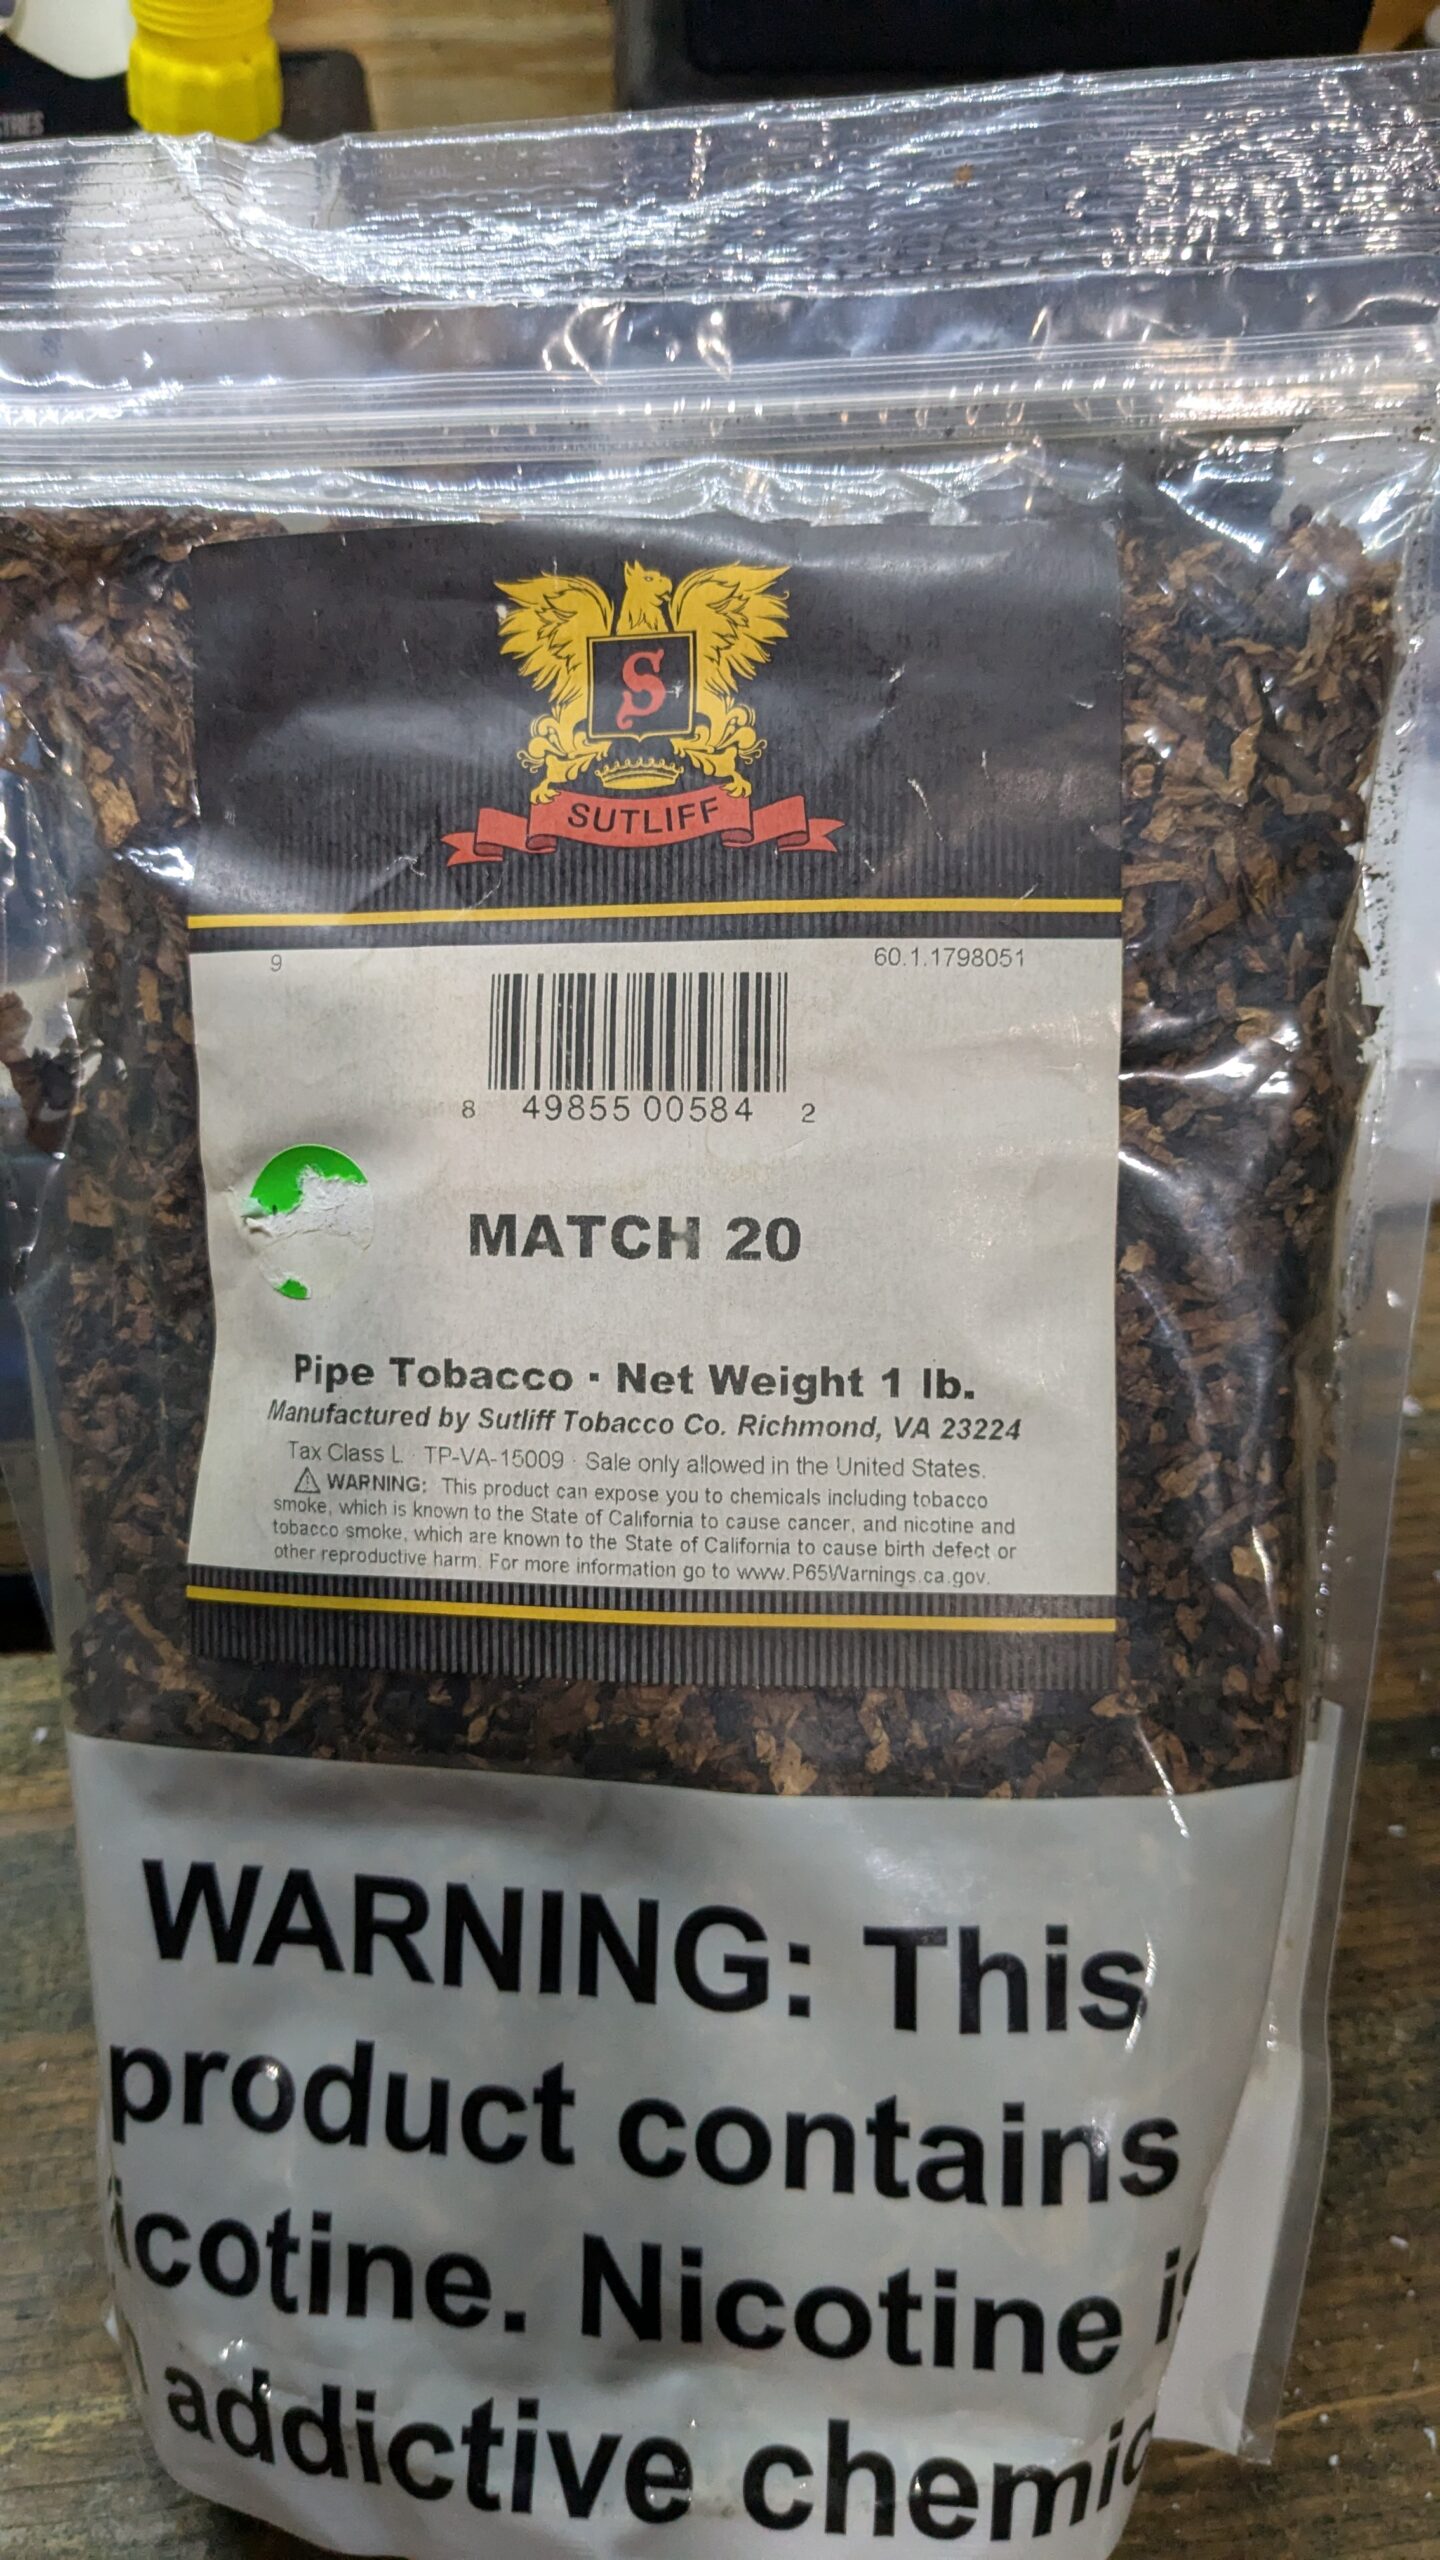 STRIES
S
SUTLIFF
9 60.1.1798051
8 49855 00584 2
MATCH 20
Pipe Tobacco · Net Weight 1 lb.
Manufactured by Sutliff Tobacco Co. Richmond, VA 23224
Tax Class L · TP-VA-15009 · Sale only allowed in the United States.
⚠ WARNING: This product can expose you to chemicals including tobacco
smoke, which is known to the State of California to cause cancer, and nicotine and
tobacco smoke, which are known to the State of California to cause birth defect or
other reproductive harm. For more information go to www.P65Warnings.ca.gov.
WARNING: This
product contains
icotine. Nicotine is
n addictive chemic